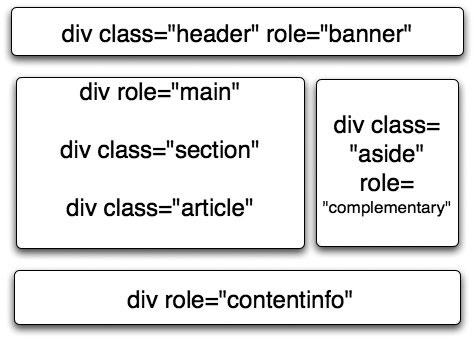 div class="header" role="banner"
div role="main"
div class="section"
div class="article"
div class=
"aside"
role=
"complementary"
div role="contentinfo"